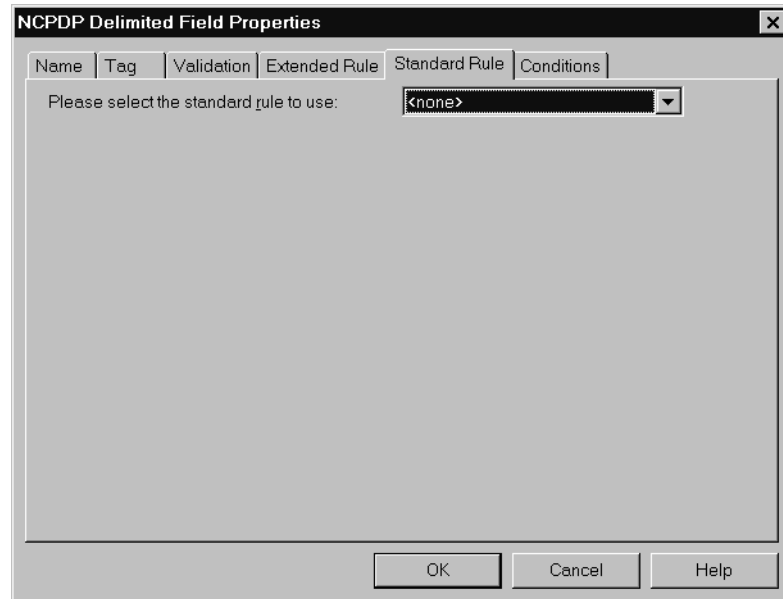 NCPDP Delimited Field Properties
Name Tag Validation Extended Rule Standard Rule Conditions
Please select the standard rule to use: <none>
OK Cancel Help